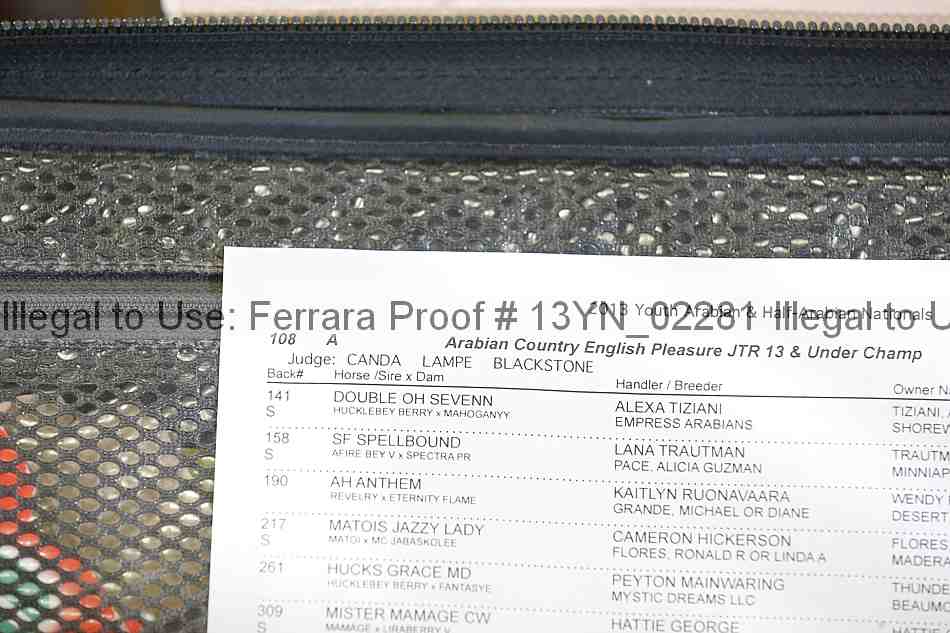 2013 Youth Arabian & Half-Arabian Nationals
Illegal to Use: Ferrara Proof # 13YN_02281 Illegal to U
108 A Arabian Country English Pleasure JTR 13 & Under Champ
Judge: CANDA LAMPE BLACKSTONE
Back# Horse /Sire x Dam Handler / Breeder Owner Na
141 DOUBLE OH SEVENN ALEXA TIZIANI TIZIANI, A
S HUCKLEBEY BERRY x MAHOGANYY EMPRESS ARABIANS SHOREW
158 SF SPELLBOUND LANA TRAUTMAN TRAUTM
S AFIRE BEY V x SPECTRA PR PACE, ALICIA GUZMAN MINNIAP
190 AH ANTHEM KAITLYN RUONAVAARA WENDY
REVELRY x ETERNITY FLAME GRANDE, MICHAEL OR DIANE DESERT
217 MATOIS JAZZY LADY CAMERON HICKERSON FLORES
S MATOI x MC JABASKOLEE FLORES, RONALD R OR LINDA A MADERA
261 HUCKS GRACE MD PEYTON MAINWARING THUNDE
HUCKLEBEY BERRY x FANTASYE MYSTIC DREAMS LLC BEAUMO
309 MISTER MAMAGE CW HATTIE GEORGE
S MAMAGE x LIRABERRY V